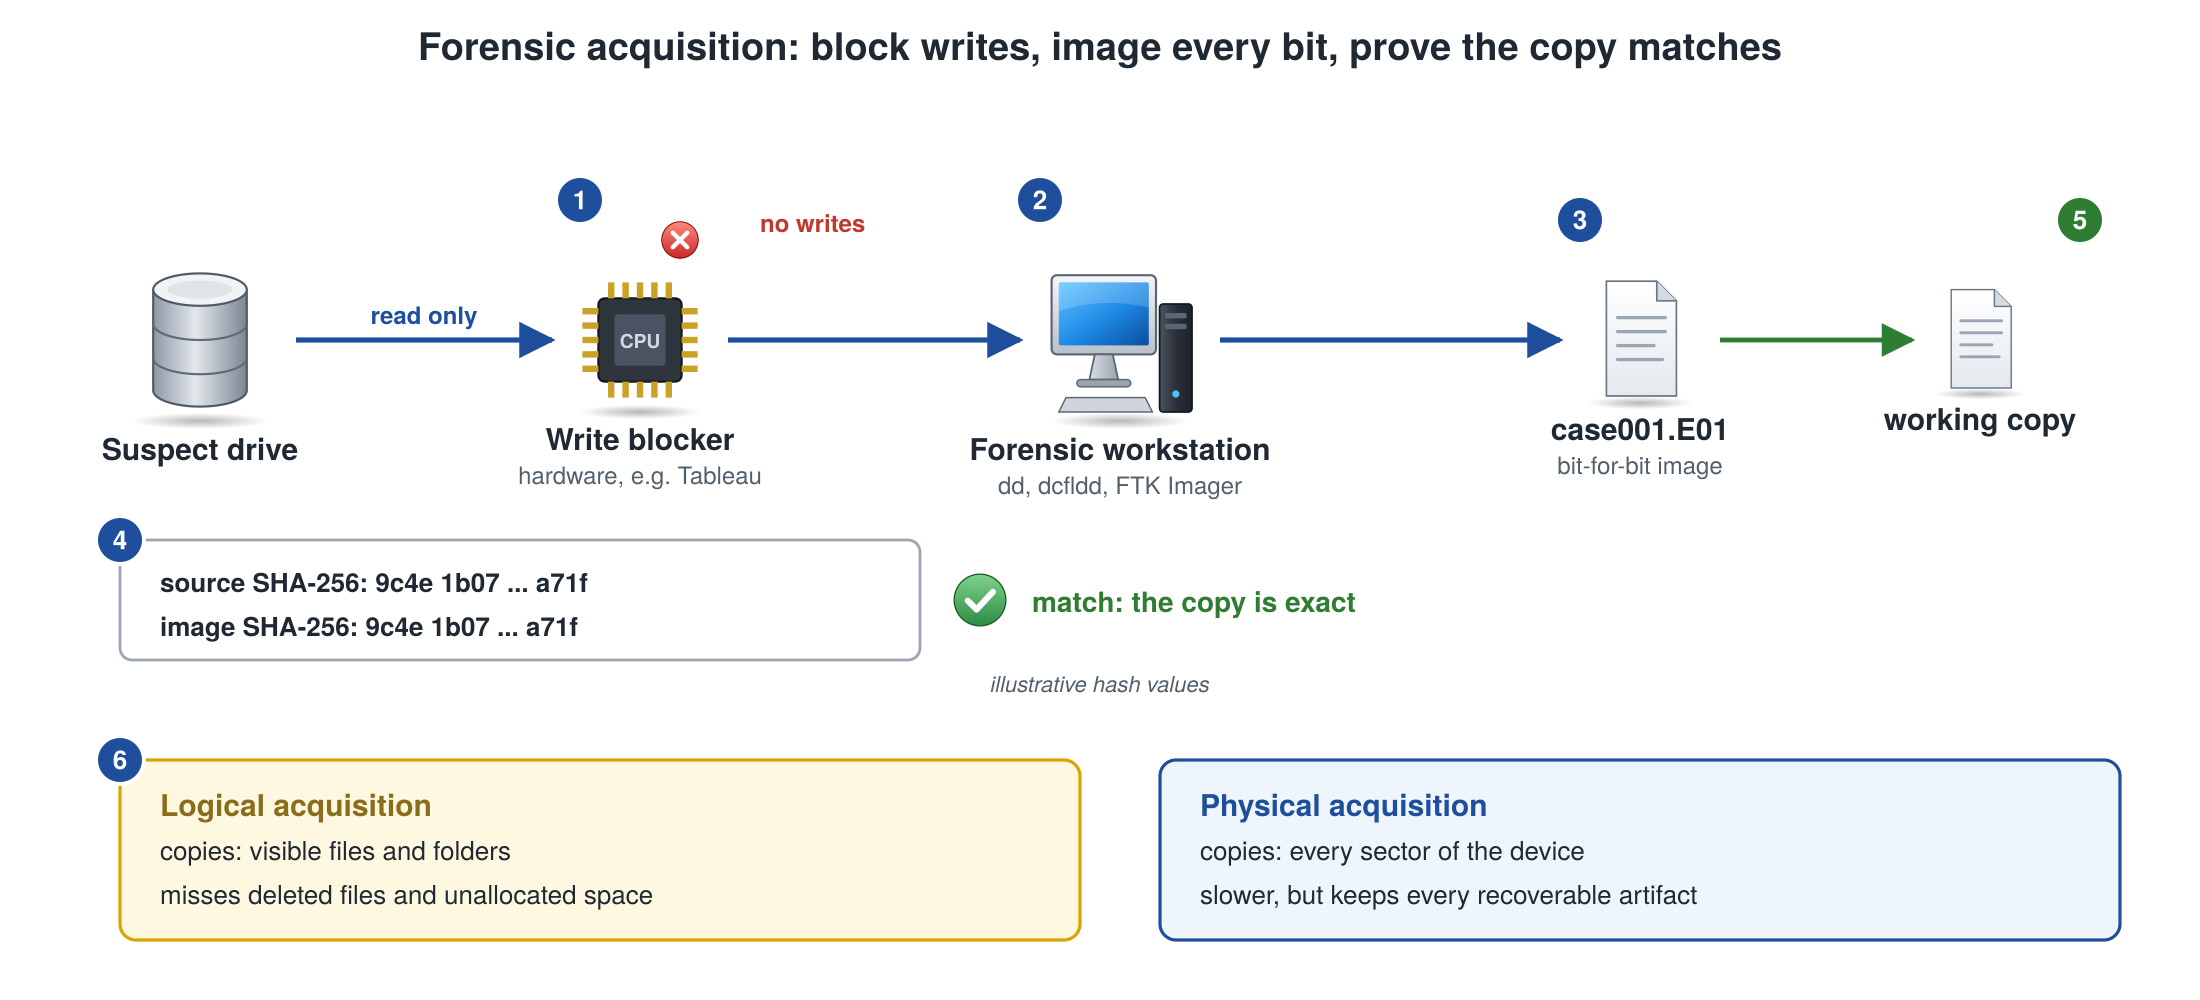 Forensic acquisition: block writes, image every bit, prove the copy matches
1
2
3
5
no writes
read only
CPU
Suspect drive
Write blocker
hardware, e.g. Tableau
Forensic workstation
dd, dcfldd, FTK Imager
case001.E01
bit-for-bit image
working copy
4
source SHA-256: 9c4e 1b07 ... a71f
image SHA-256: 9c4e 1b07 ... a71f
match: the copy is exact
illustrative hash values
6
Logical acquisition
copies: visible files and folders
misses deleted files and unallocated space
Physical acquisition
copies: every sector of the device
slower, but keeps every recoverable artifact